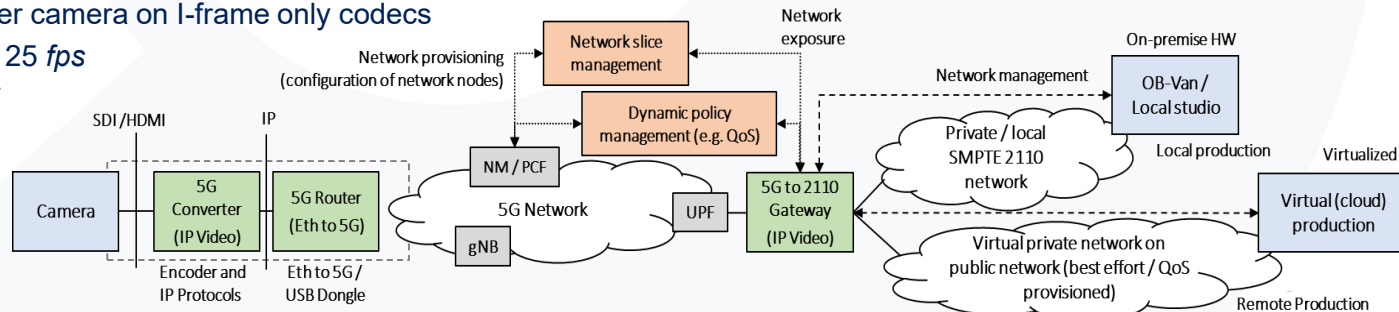 er camera on I-frame only codecs
25 fps
Network provisioning
(configuration of network nodes)
Network slice
management
Dynamic policy
management (e.g. QoS)
Network
exposure
Network management
On-premise HW
OB-Van /
Local studio
Local production
SDI/HDMI
IP
Camera
5G
Converter
(IP Video)
Encoder and
IP Protocols
5G Router
(Eth to 5G)
Eth to 5G /
USB Dongle
NM / PCF
5G Network
gNB
UPF
5G to 2110
Gateway
(IP Video)
Private / local
SMPTE 2110
network
Virtualized
Virtual (cloud)
production
Virtual private network on
public network (best effort / QoS
provisioned)
Remote Production